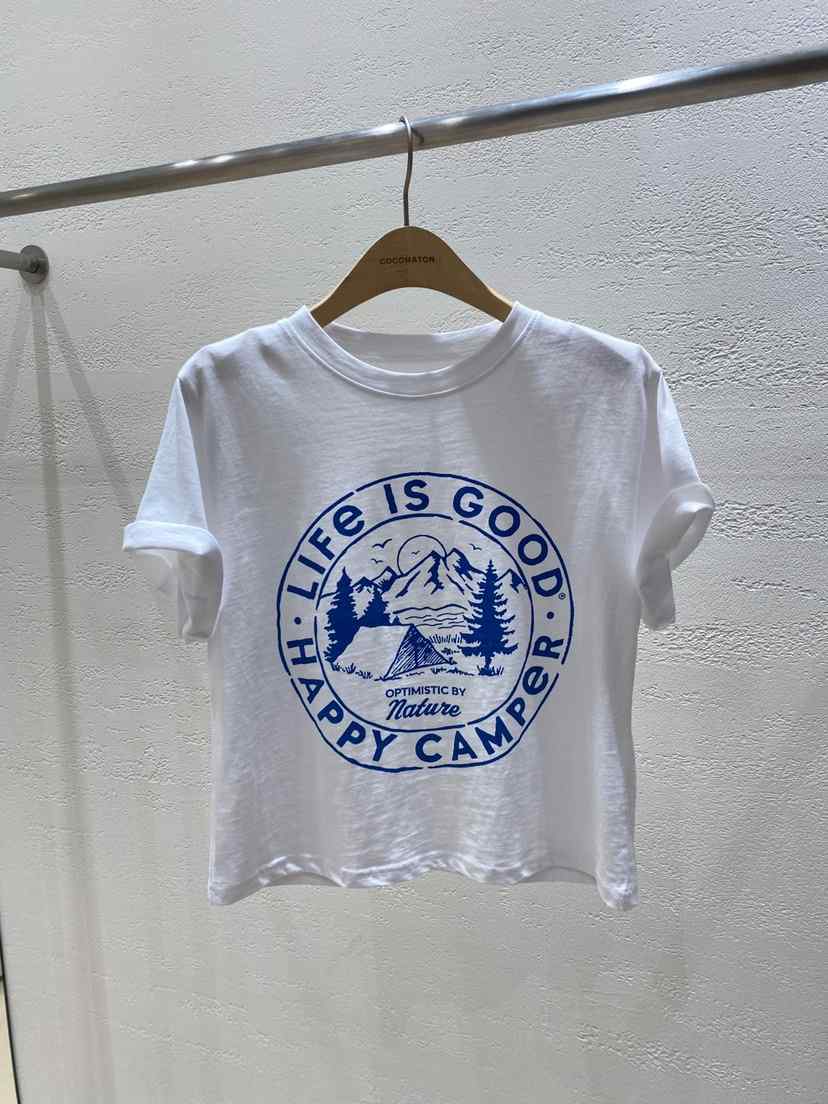 COCOMATON
LIFe IS GOOD®
OPTIMISTIC BY
Nature
HAPPY CAMPeR